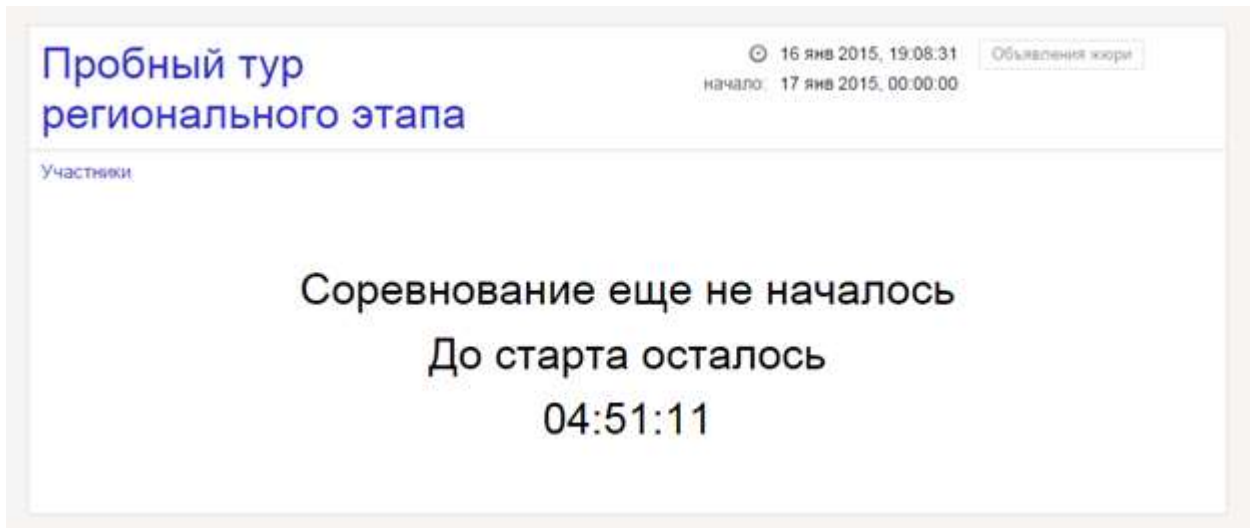 Пробный тур
регионального этапа
16 янв 2015, 19:08:31
Объявления жюри
начало: 17 янв 2015, 00:00:00
Участники
Соревнование еще не началось
До старта осталось
04:51:11